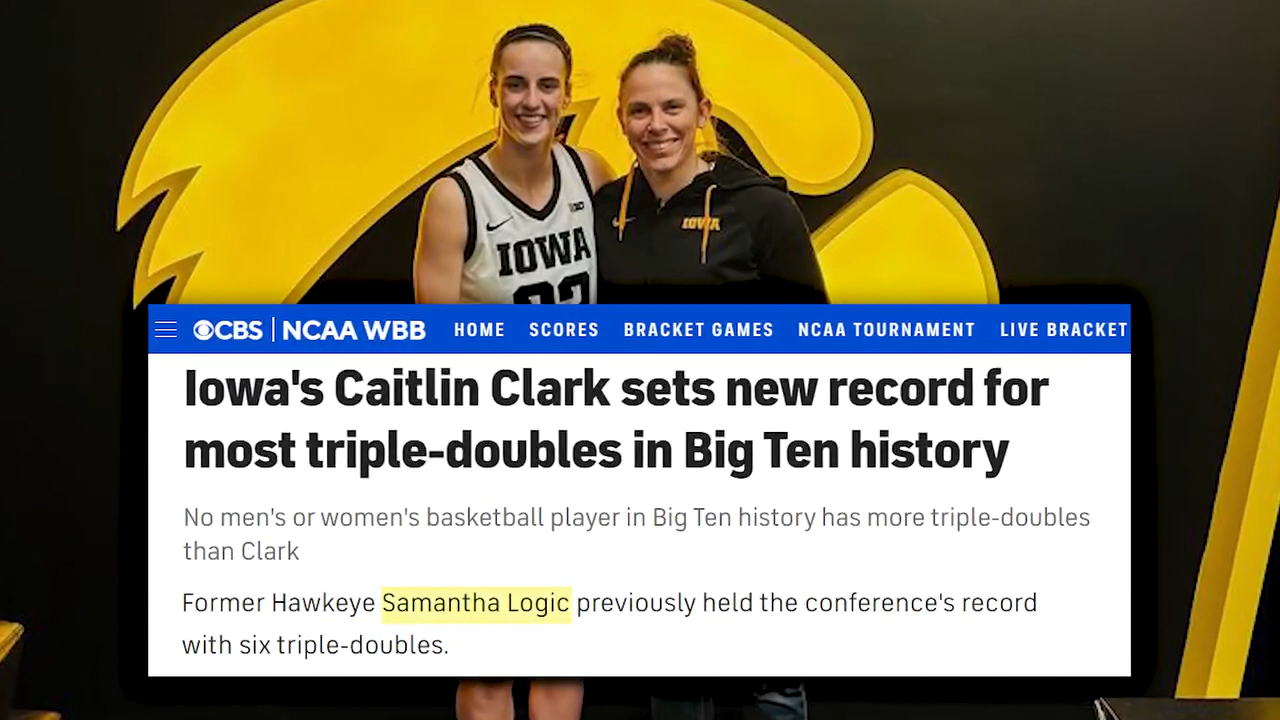 IOWA
IOWA
CBS | NCAA WBB HOME SCORES BRACKET GAMES NCAA TOURNAMENT LIVE BRACKET
Iowa's Caitlin Clark sets new record for
most triple-doubles in Big Ten history
No men's or women's basketball player in Big Ten history has more triple-doubles
than Clark
Former Hawkeye Samantha Logic previously held the conference's record
with six triple-doubles.